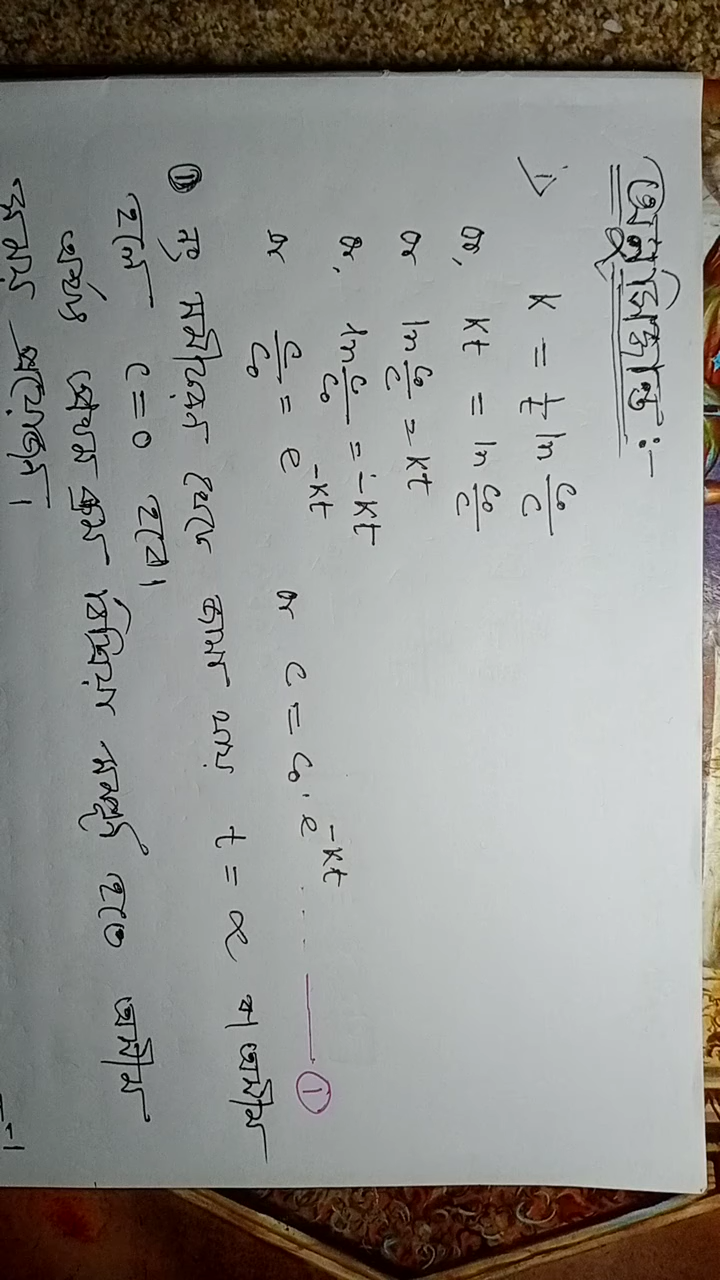 অনুসিদ্ধান্ত :-
i) K = 1/t ln C₀/C
or, Kt = ln C₀/C
or ln C₀/C = Kt
or, ln C/C₀ = -Kt
or C/C₀ = e^-Kt or C = C₀ . e^-Kt .... —— ①
ⓘⓘ এই সমীকরণ থেকে জানা যায় t = α বা অসীম
হলে C = 0 হবে।
অর্থাৎ প্রথম ক্রম বিক্রিয়ার সম্পূর্ণ হতে অসীম
সময় প্রয়োজন।